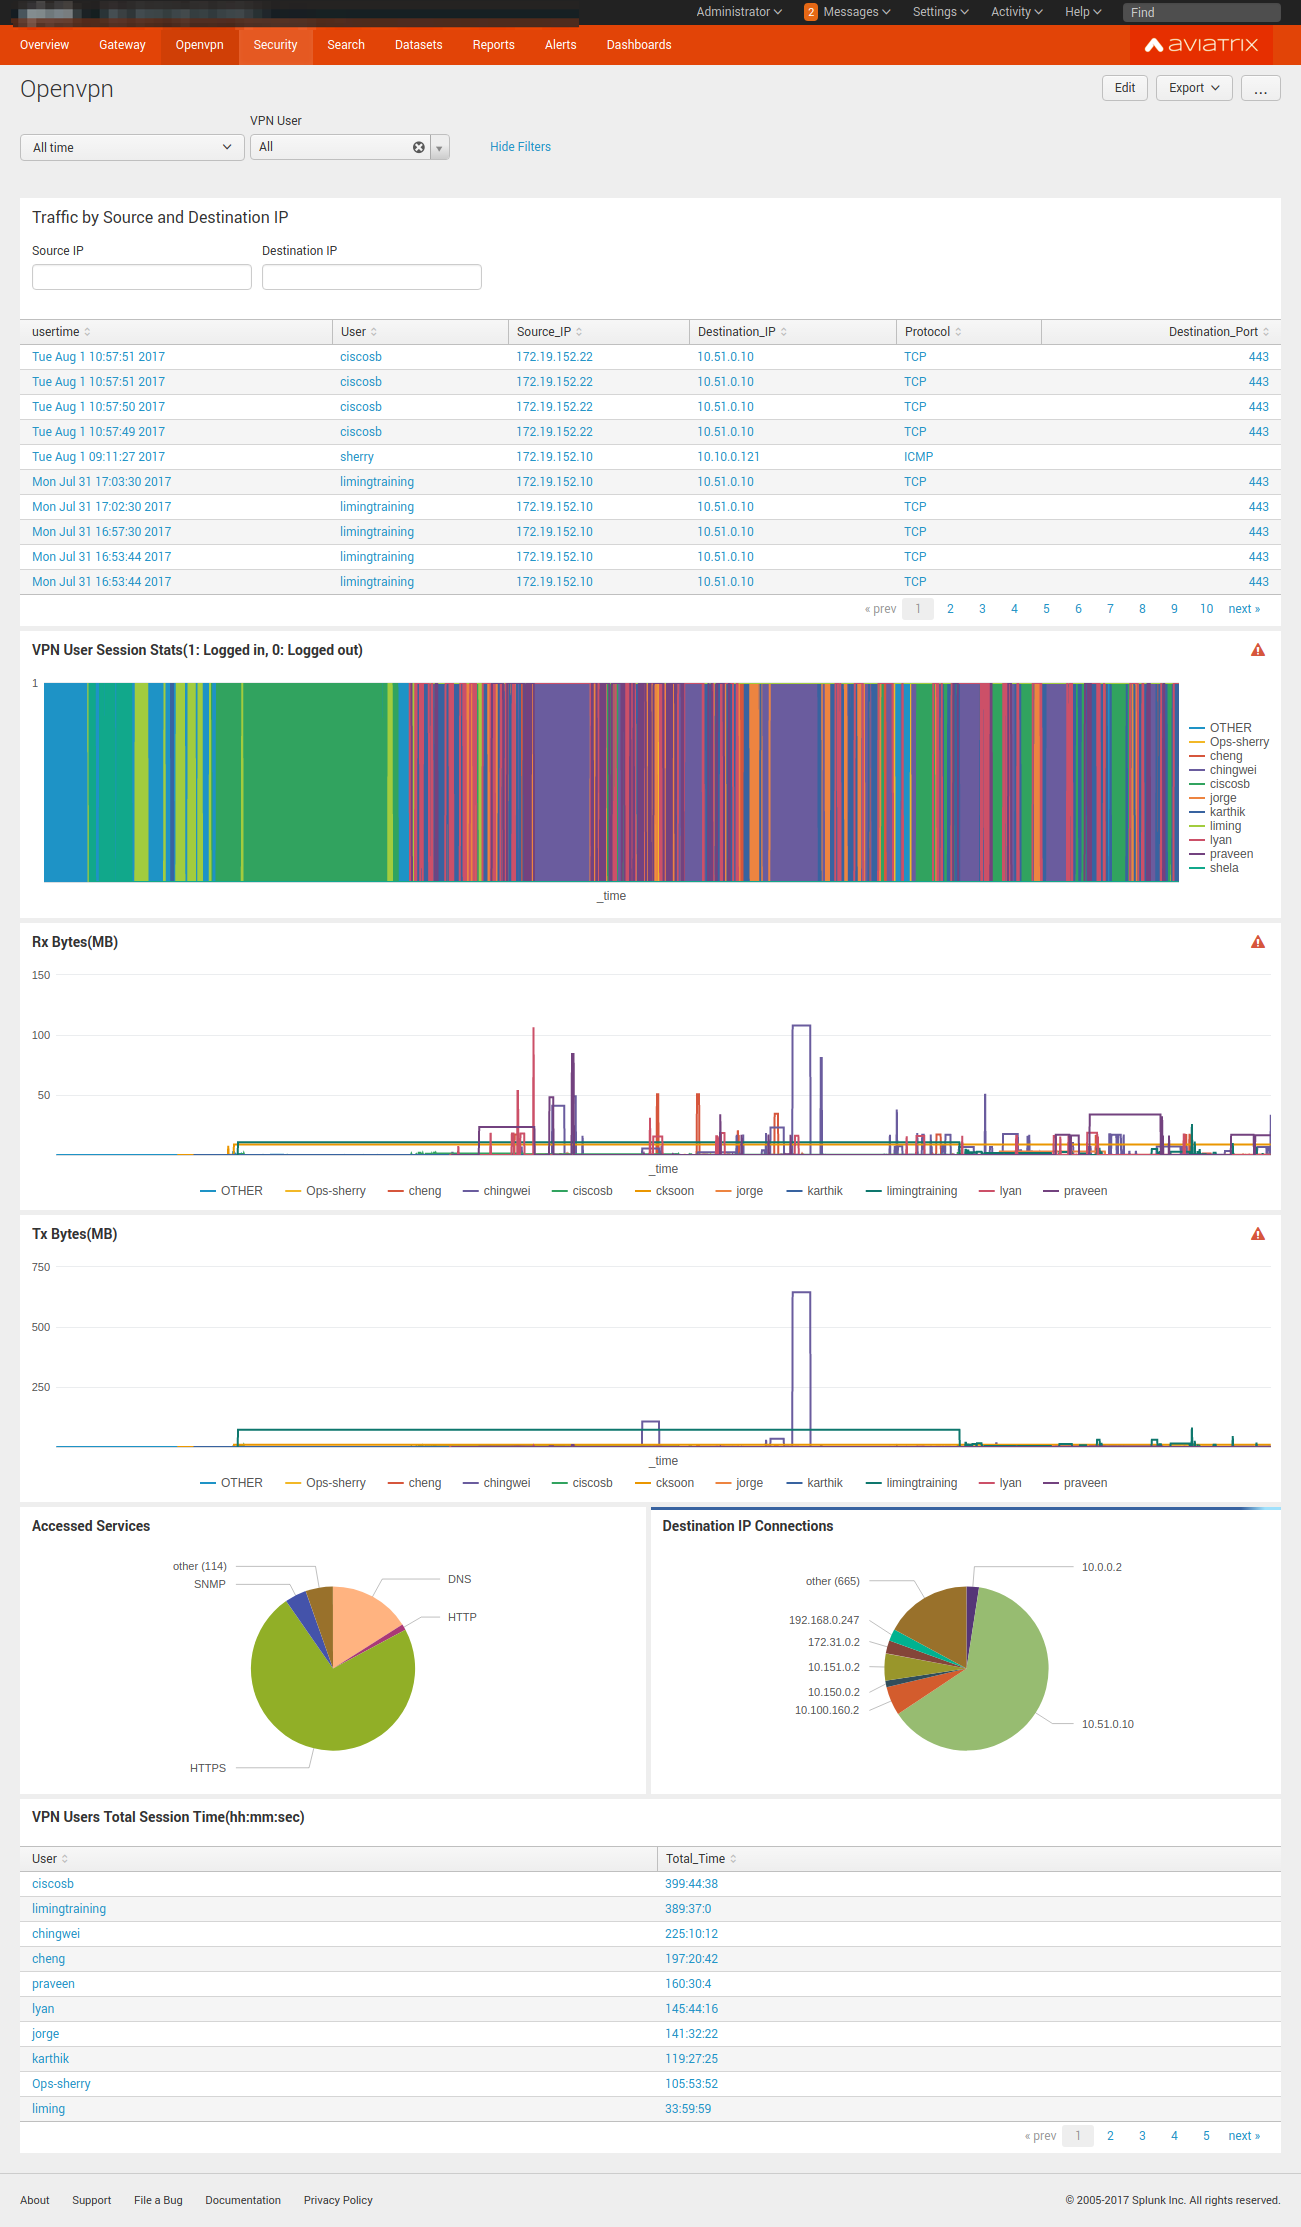 Administrator 2 Messages Settings Activity Help Find
Overview Gateway Openvpn Security Search Datasets Reports Alerts Dashboards aviatrix
Openvpn Edit Export ...
VPN User
All time All Hide Filters
Traffic by Source and Destination IP
Source IP Destination IP
usertime User Source_IP Destination_IP Protocol Destination_Port
Tue Aug 1 10:57:51 2017 ciscosb 172.19.152.22 10.51.0.10 TCP 443
Tue Aug 1 10:57:51 2017 ciscosb 172.19.152.22 10.51.0.10 TCP 443
Tue Aug 1 10:57:50 2017 ciscosb 172.19.152.22 10.51.0.10 TCP 443
Tue Aug 1 10:57:49 2017 ciscosb 172.19.152.22 10.51.0.10 TCP 443
Tue Aug 1 09:11:27 2017 sherry 172.19.152.10 10.10.0.121 ICMP
Mon Jul 31 17:03:30 2017 limingtraining 172.19.152.10 10.51.0.10 TCP 443
Mon Jul 31 17:02:30 2017 limingtraining 172.19.152.10 10.51.0.10 TCP 443
Mon Jul 31 16:57:30 2017 limingtraining 172.19.152.10 10.51.0.10 TCP 443
Mon Jul 31 16:53:44 2017 limingtraining 172.19.152.10 10.51.0.10 TCP 443
Mon Jul 31 16:53:44 2017 limingtraining 172.19.152.10 10.51.0.10 TCP 443
« prev 1 2 3 4 5 6 7 8 9 10 next »
VPN User Session Stats(1: Logged in, 0: Logged out)
1
OTHER
Ops-sherry
cheng
chingwei
ciscosb
jorge
karthik
liming
lyan
praveen
shela
_time
Rx Bytes(MB)
150
100
50
_time
OTHER Ops-sherry cheng chingwei ciscosb cksoon jorge karthik limingtraining lyan praveen
Tx Bytes(MB)
750
500
250
_time
OTHER Ops-sherry cheng chingwei ciscosb cksoon jorge karthik limingtraining lyan praveen
Accessed Services
other (114)
SNMP
DNS
HTTP
HTTPS
Destination IP Connections
10.0.0.2
other (665)
192.168.0.247
172.31.0.2
10.151.0.2
10.150.0.2
10.100.160.2
10.51.0.10
VPN Users Total Session Time(hh:mm:sec)
User Total_Time
ciscosb 399:44:38
limingtraining 389:37:0
chingwei 225:10:12
cheng 197:20:42
praveen 160:30:4
lyan 145:44:16
jorge 141:32:22
karthik 119:27:25
Ops-sherry 105:53:52
liming 33:59:59
« prev 1 2 3 4 5 next »
About Support File a Bug Documentation Privacy Policy © 2005-2017 Splunk Inc. All rights reserved.